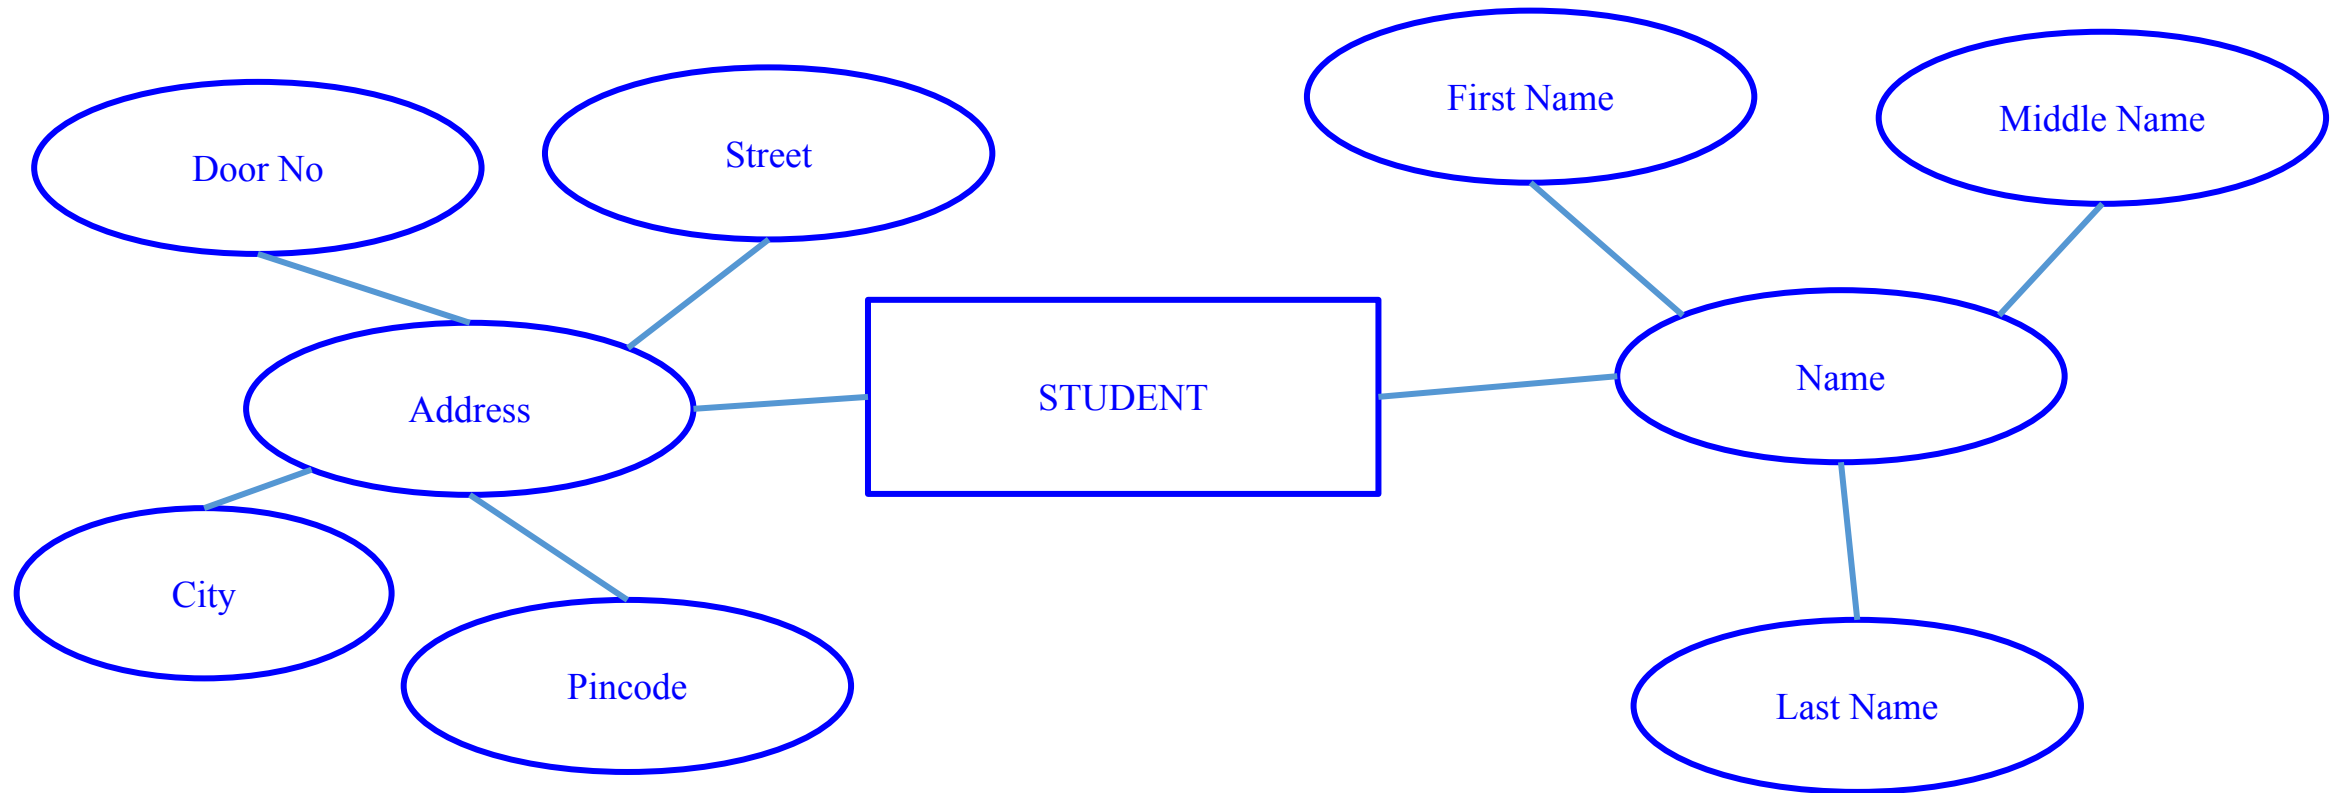 First Name
Middle Name
Street
Door No
Name
STUDENT
Address
City
Pincode
Last Name